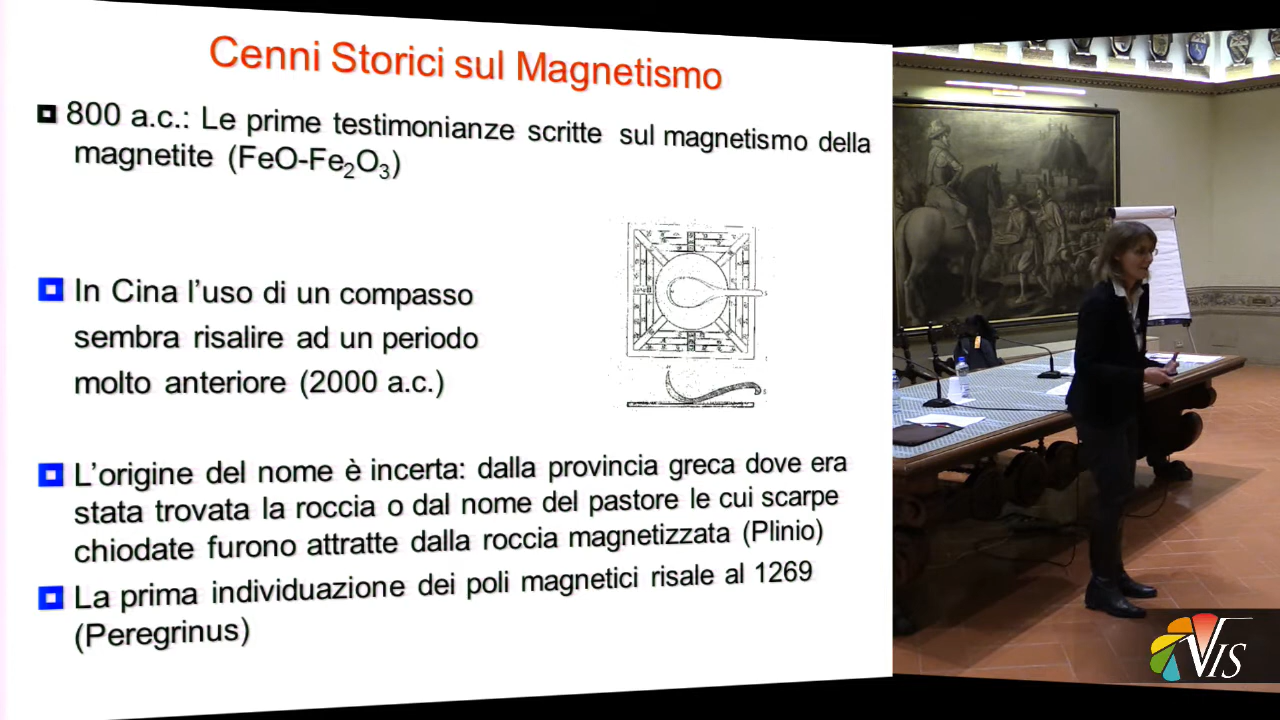 Cenni Storici sul Magnetismo
800 a.c.: Le prime testimonianze scritte sul magnetismo della
magnetite (FeO-Fe₂O₃)
In Cina l’uso di un compasso
sembra risalire ad un periodo
molto anteriore (2000 a.c.)
L’origine del nome è incerta: dalla provincia greca dove era
stata trovata la roccia o dal nome del pastore le cui scarpe
chiodate furono attratte dalla roccia magnetizzata (Plinio)
La prima individuazione dei poli magnetici risale al 1269
(Peregrinus)
VIS